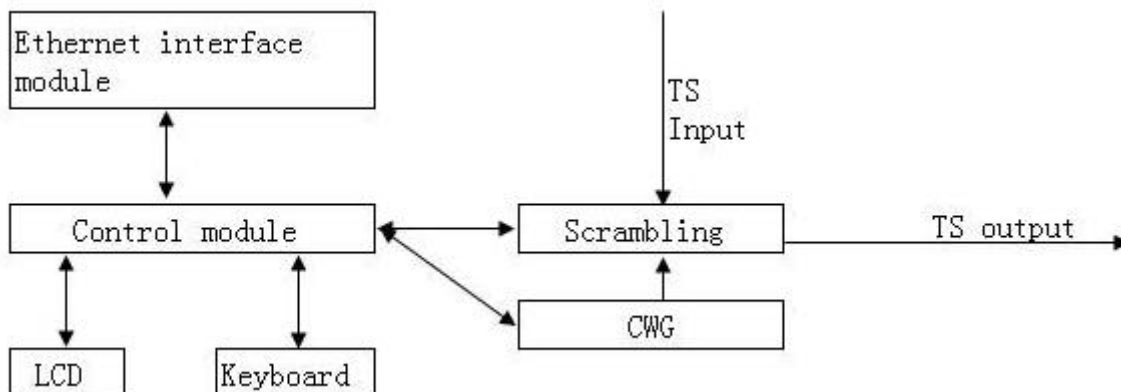 Ethernet interface
module
TS
Input
Control module
Scrambling
TS output
CWG
LCD
Keyboard